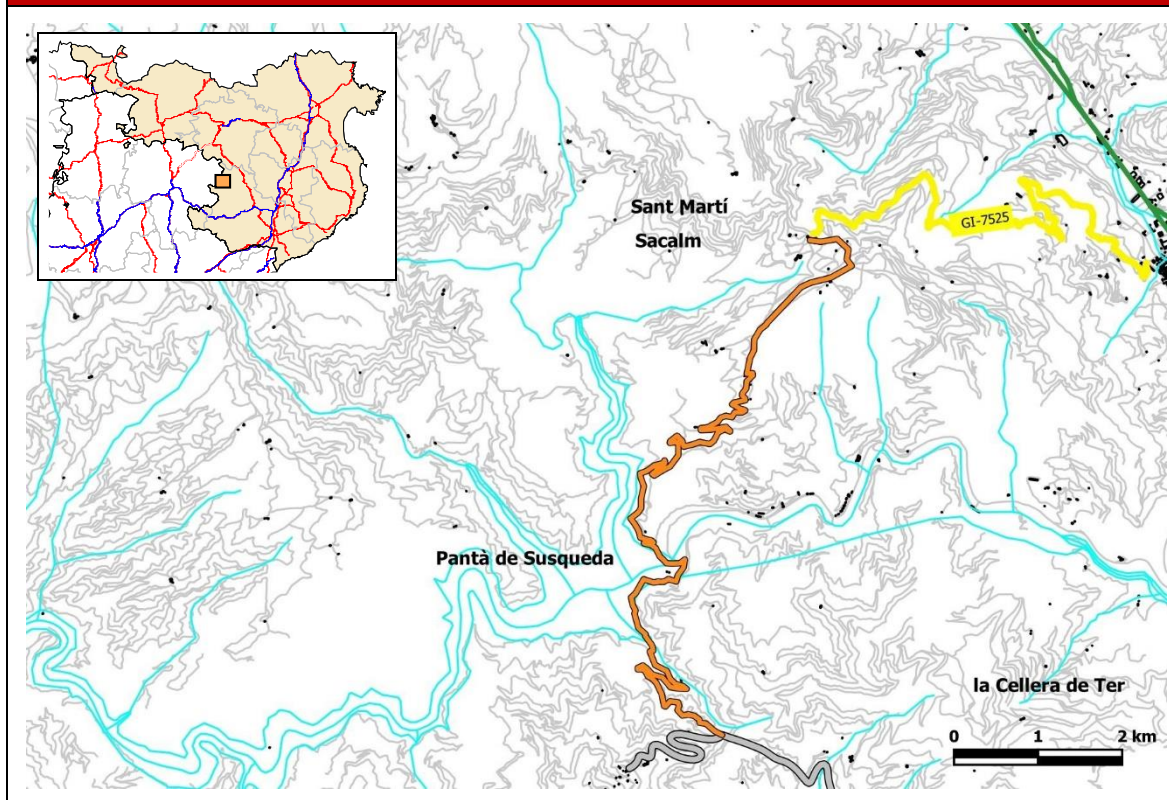 Sant Martí
Sacalm
GI-7525
Pantà de Susqueda
la Cellera de Ter
0 1 2 km